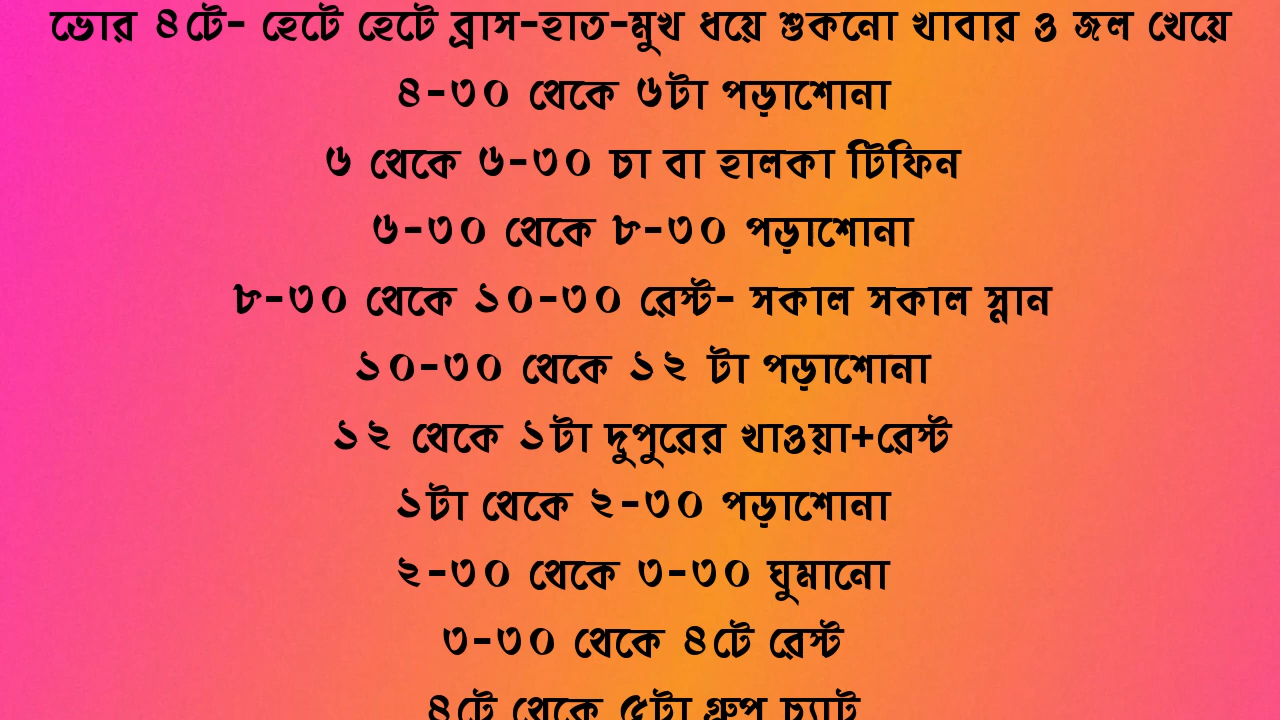 ভোর ৪টে- হেটে হেটে ব্রাস-হাত-মুখ ধয়ে শুকনো খাবার ও জল খেয়ে
৪-৩০ থেকে ৬টা পড়াশোনা
৬ থেকে ৬-৩০ চা বা হালকা টিফিন
৬-৩০ থেকে ৮-৩০ পড়াশোনা
৮-৩০ থেকে ১০-৩০ রেস্ট- সকাল সকাল স্নান
১০-৩০ থেকে ১২ টা পড়াশোনা
১২ থেকে ১টা দুপুরের খাওয়া+রেস্ট
১টা থেকে ২-৩০ পড়াশোনা
২-৩০ থেকে ৩-৩০ ঘুমানো
৩-৩০ থেকে ৪টে রেস্ট
৪টে থেকে ৫টা গ্রুপ চ্যাট